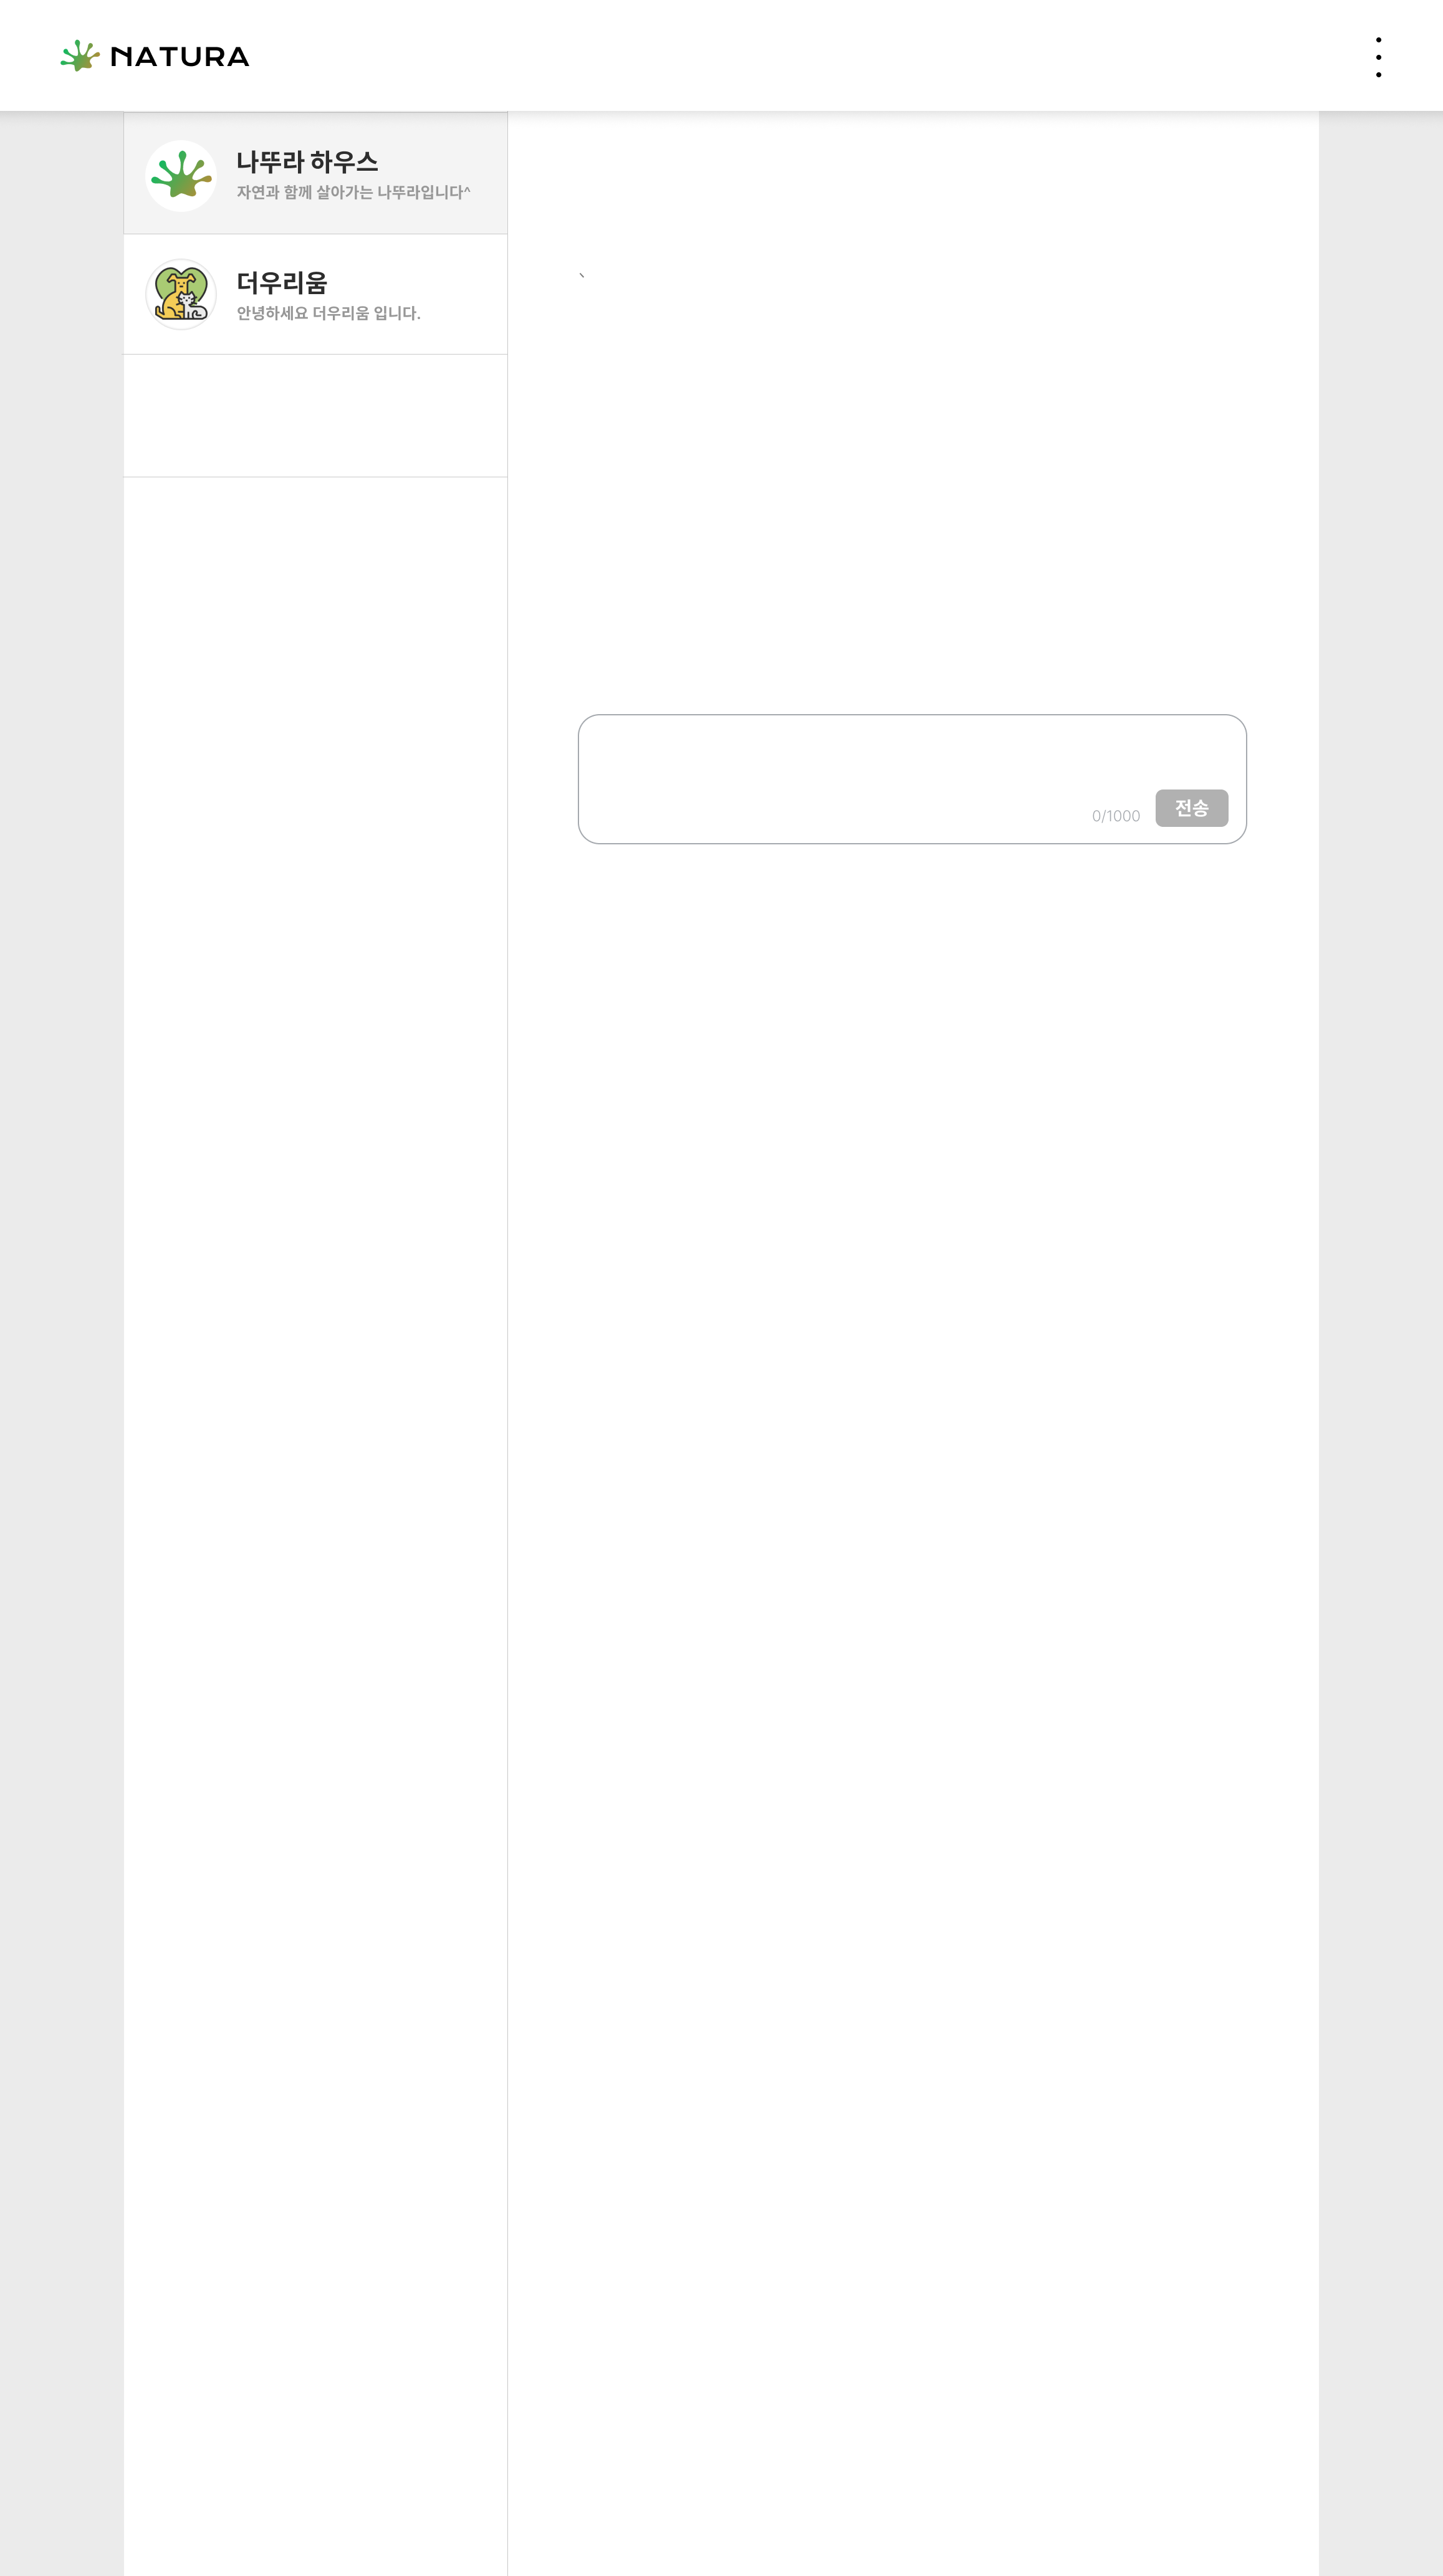 NATURA
나뚜라 하우스
자연과 함께 살아가는 나뚜라입니다^
더우리움
안녕하세요 더우리움 입니다.
、
0/1000
전송